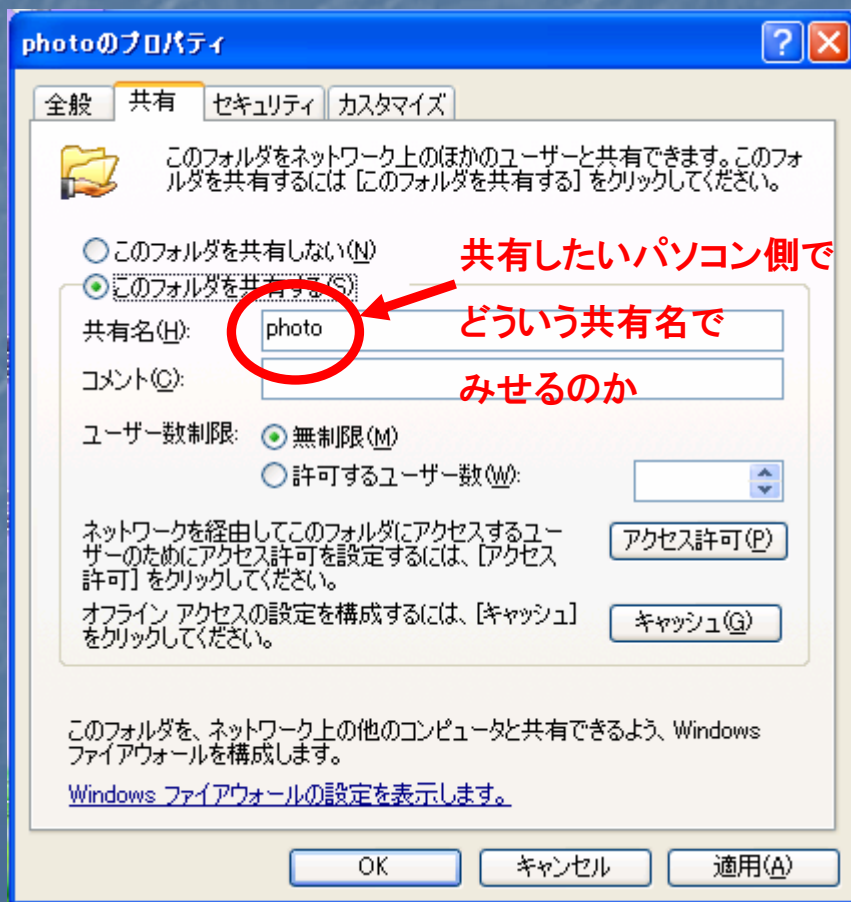 photoのプロパティ
全般 共有 セキュリティ カスタマイズ
このフォルダをネットワーク上のほかのユーザーと共有できます。このフォ
ルダを共有するには [このフォルダを共有する] をクリックしてください。
このフォルダを共有しない(N)
このフォルダを共有する(S)
共有名(H): photo
コメント(C):
共有したいパソコン側で
どういう共有名で
みせるのか
ユーザー数制限: 無制限(M)
許可するユーザー数(W):
ネットワークを経由してこのフォルダにアクセスするユー
ザーのためにアクセス許可を設定するには、[アクセス
許可] をクリックしてください。
アクセス許可(P)
オフライン アクセスの設定を構成するには、[キャッシュ]
をクリックしてください。
キャッシュ(G)
このフォルダを、ネットワーク上の他のコンピュータと共有できるよう、Windows
ファイアウォールを構成します。
Windows ファイアウォールの設定を表示します。
OK キャンセル 適用(A)